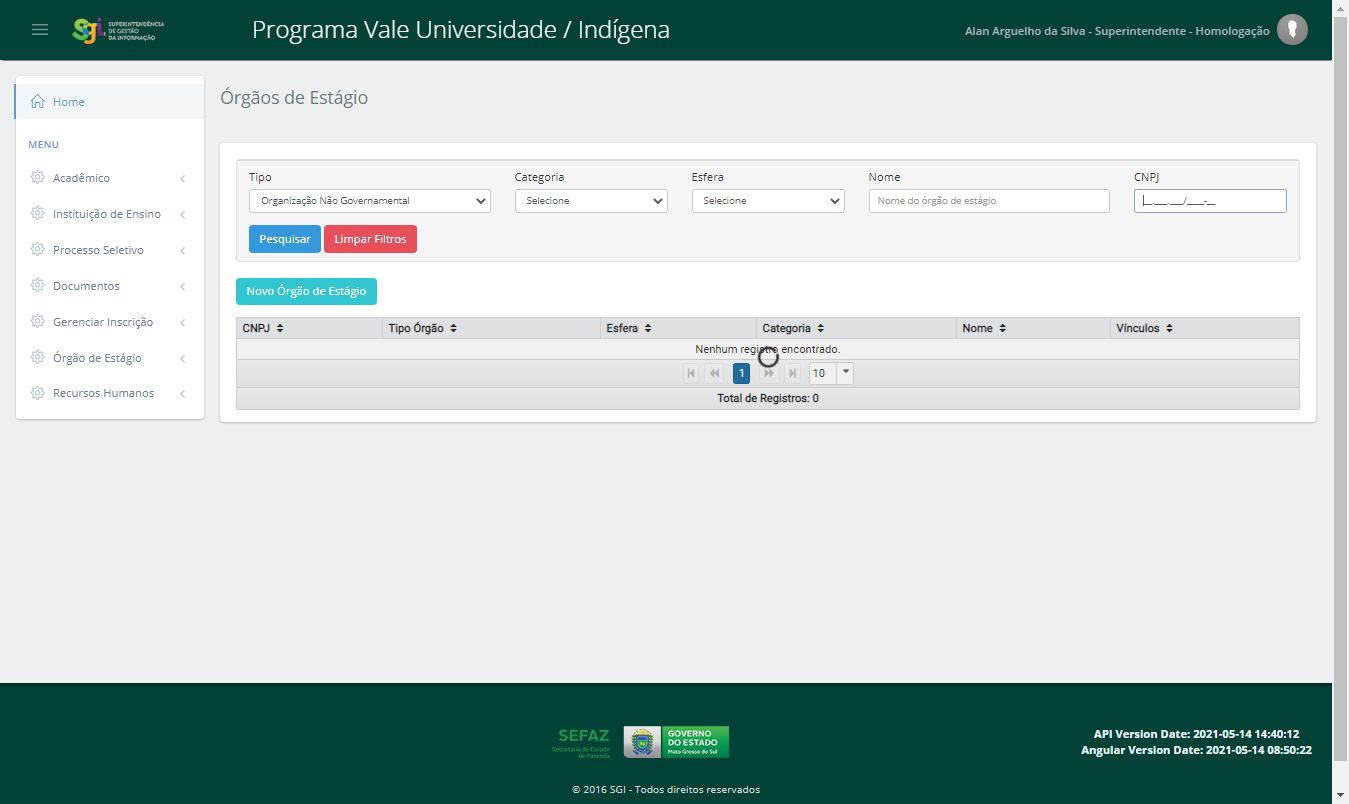 Sgi. SUPERINTENDÊNCIA
DE GESTÃO
DA INFORMAÇÃO
Programa Vale Universidade / Indígena
Alan Arguelho da Silva - Superintendente - Homologação
Home
Órgãos de Estágio
MENU
Acadêmico
Instituição de Ensino
Processo Seletivo
Documentos
Gerenciar Inscrição
Órgão de Estágio
Recursos Humanos
Tipo Categoria Esfera Nome CNPJ
Organização Não Governamental Selecione Selecione Nome do órgão de estágio __.___.___/____-__
Pesquisar Limpar Filtros
Novo Órgão de Estágio
CNPJ Tipo Órgão Esfera Categoria Nome Vínculos
Nenhum registro encontrado.
1 10
Total de Registros: 0
SEFAZ
Secretaria de Estado
de Fazenda
GOVERNO
DO ESTADO
Mato Grosso do Sul
API Version Date: 2021-05-14 14:40:12
Angular Version Date: 2021-05-14 08:50:22
© 2016 SGI - Todos direitos reservados